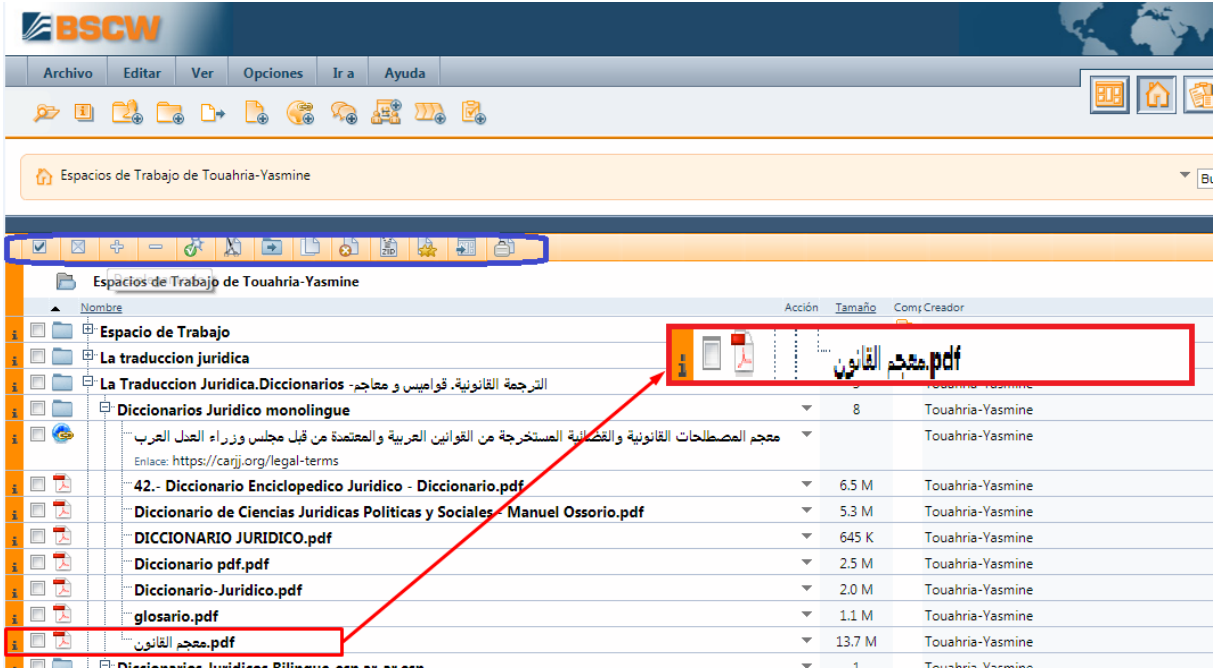 BSCW
Archivo Editar Ver Opciones Ir a Ayuda
Espacios de Trabajo de Touahria-Yasmine
ZIP
Espacios de Trabajo de Touahria-Yasmine
Nombre Acción Tamaño Creador
Espacio de Trabajo
La traduccion juridica
معجم القانون.pdf
La Traduccion Juridica.Diccionarios -الترجمة القانونية. قواميس و معاجم
Diccionarios Juridico monolingue 8 Touahria-Yasmine
معجم المصطلحات القانونية والقضائية المستخرجة من القوانين العربية والمعتمدة من قبل مجلس وزراء العدل العرب Touahria-Yasmine
Enlace: https://carjj.org/legal-terms
42.- Diccionario Enciclopedico Juridico - Diccionario.pdf 6.5 M Touahria-Yasmine
Diccionario de Ciencias Juridicas Politicas y Sociales - Manuel Ossorio.pdf 5.3 M Touahria-Yasmine
DICCIONARIO JURIDICO.pdf 645 K Touahria-Yasmine
Diccionario pdf.pdf 2.5 M Touahria-Yasmine
Diccionario-Juridico.pdf 2.0 M Touahria-Yasmine
glosario.pdf 1.1 M Touahria-Yasmine
معجم القانون.pdf 13.7 M Touahria-Yasmine
Diccionarios Juridicos Bilingue esp ar-ar esp 1 Touahria-Yasmine